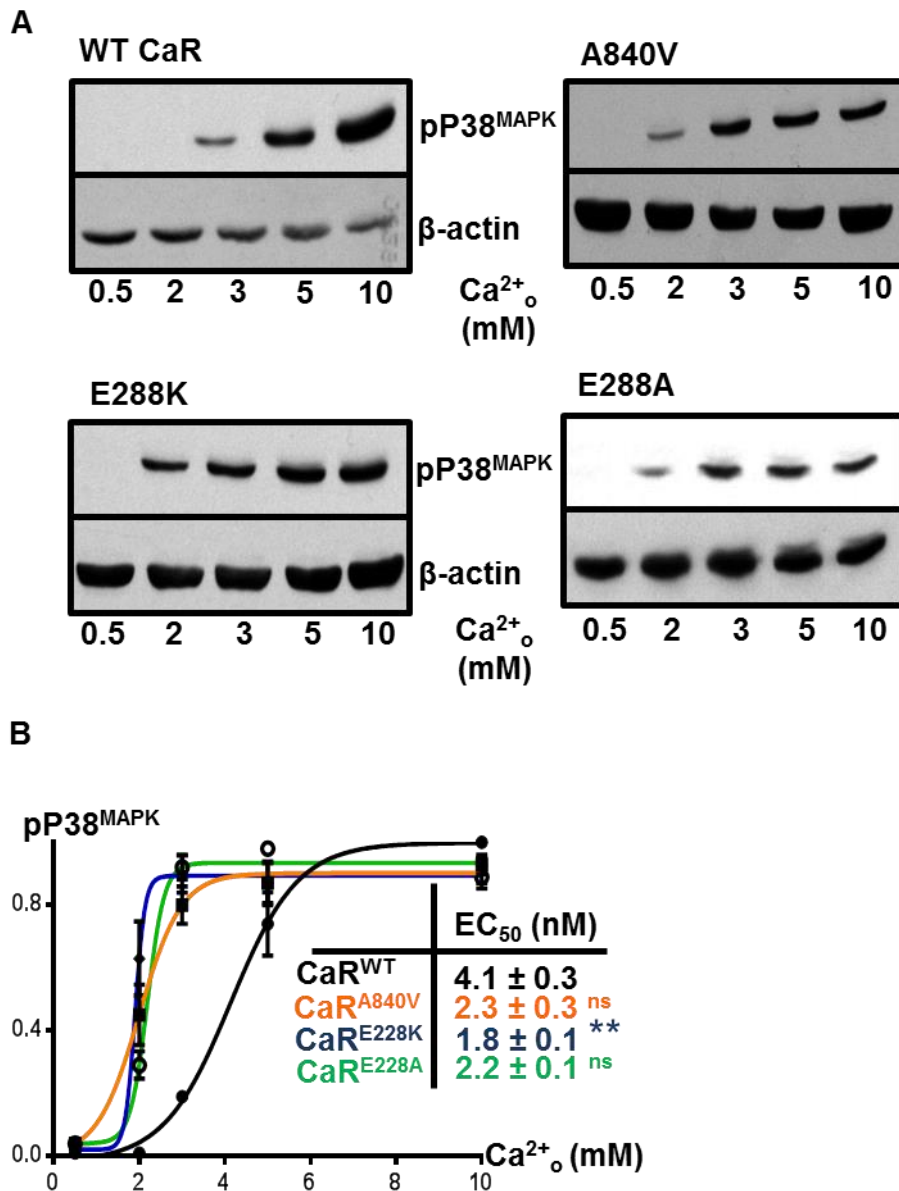 A
WT CaR
A840V
pP38ᴹᴬᴾᴷ
β-actin
0.5 2 3 5 10
Ca²⁺ₒ
(mM)
0.5 2 3 5 10
E288K
E288A
pP38ᴹᴬᴾᴷ
β-actin
0.5 2 3 5 10
Ca²⁺ₒ
(mM)
0.5 2 3 5 10
B
pP38ᴹᴬᴾᴷ
0.8
0.4
0.0
EC₅₀ (nM)
CaRᵂᵀ 4.1 ± 0.3
CaRᴬ⁸⁴⁰ⱽ 2.3 ± 0.3 ⁿˢ
CaRᴱ²²⁸ᴷ 1.8 ± 0.1 **
CaRᴱ²²⁸ᴬ 2.2 ± 0.1 ⁿˢ
0 2 4 6 8 10
Ca²⁺ₒ (mM)